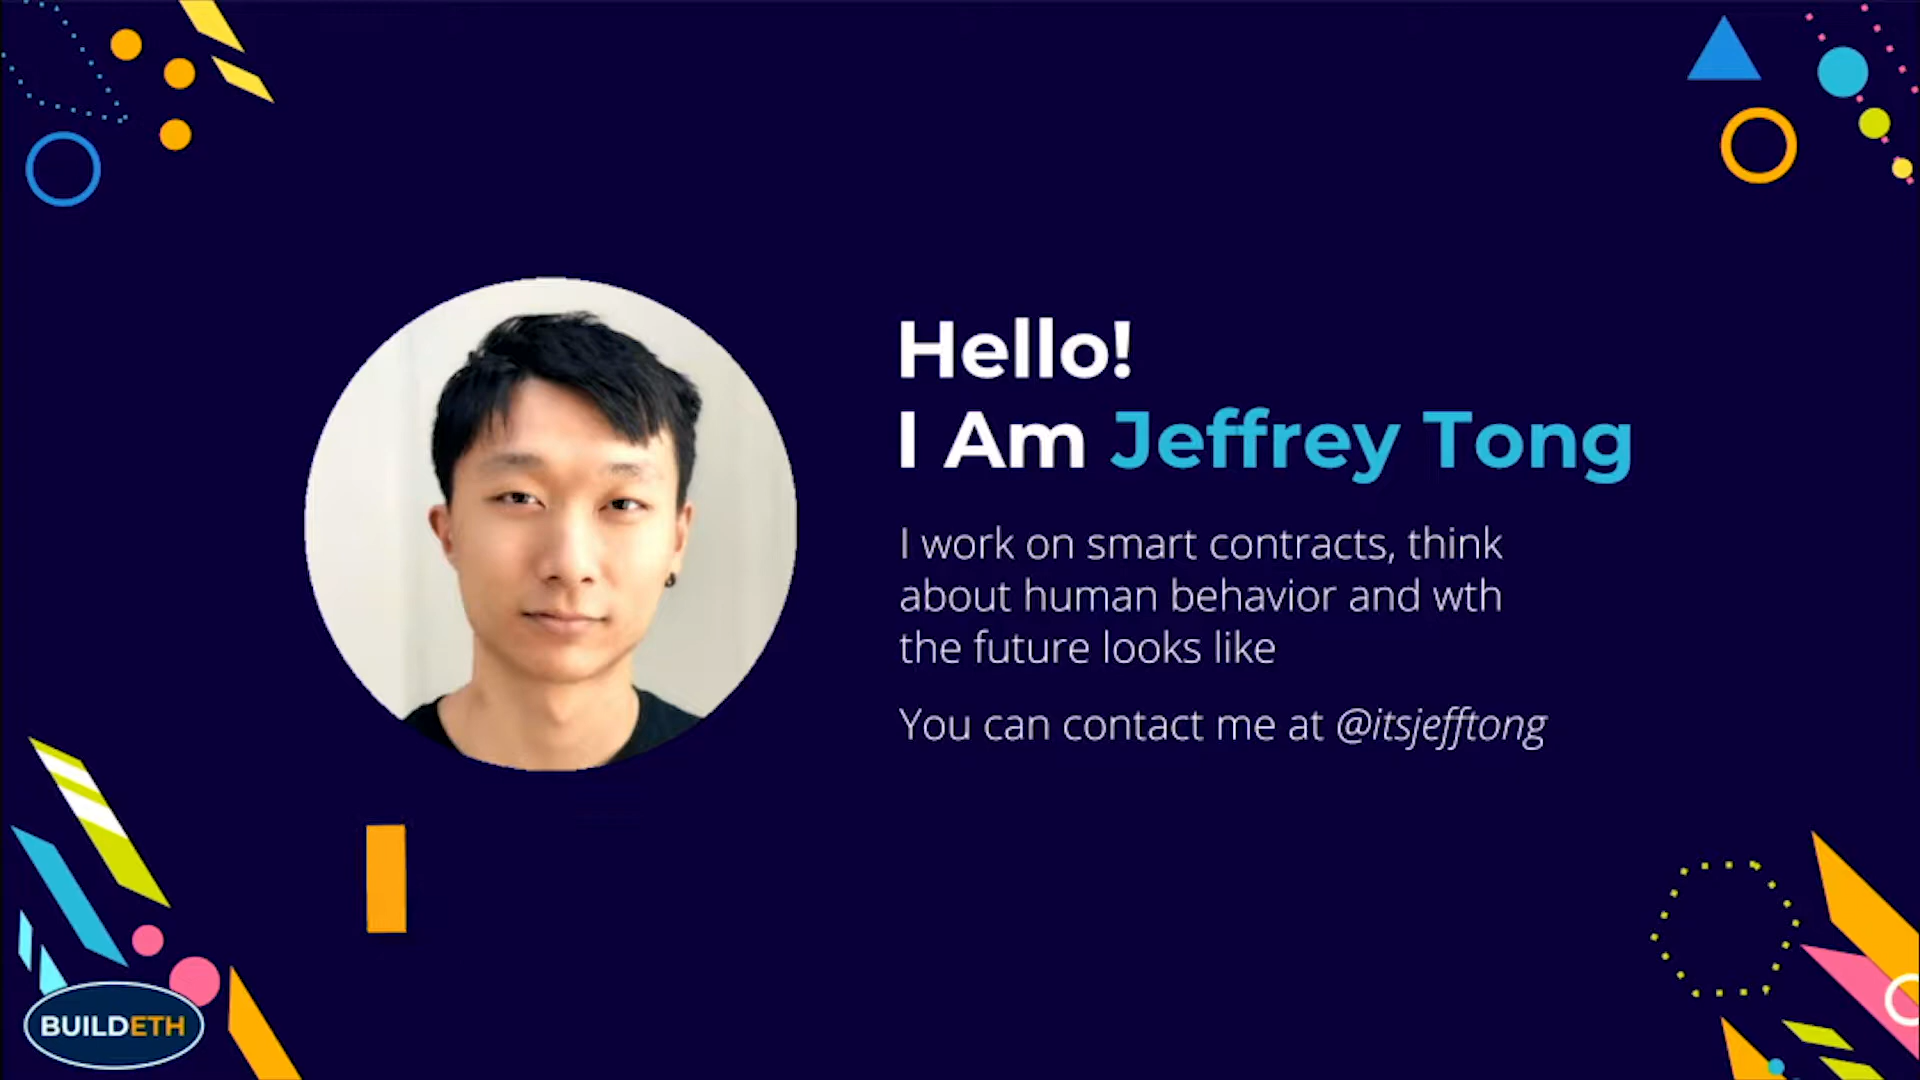 Hello!
I Am Jeffrey Tong
I work on smart contracts, think
about human behavior and wth
the future looks like
You can contact me at @itsjefftong
BUILDETH